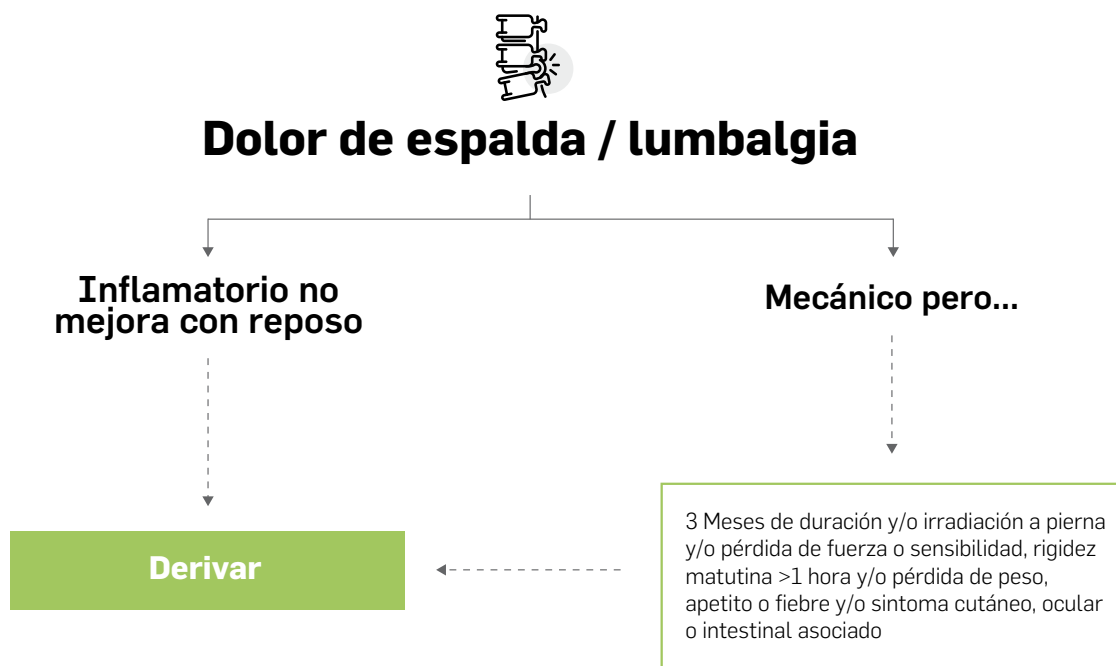 Dolor de espalda / lumbalgia
Inflamatorio no
mejora con reposo
Mecánico pero...
Derivar
3 Meses de duración y/o irradiación a pierna
y/o pérdida de fuerza o sensibilidad, rigidez
matutina >1 hora y/o pérdida de peso,
apetito o fiebre y/o sintoma cutáneo, ocular
o intestinal asociado